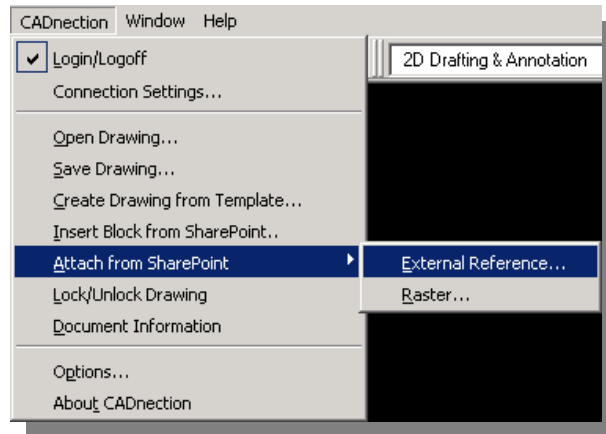 CADnection Window Help
Login/Logoff
2D Drafting & Annotation
Connection Settings...
Open Drawing...
Save Drawing...
Create Drawing from Template...
Insert Block from SharePoint..
Attach from SharePoint
External Reference...
Lock/Unlock Drawing
Raster...
Document Information
Options...
About CADnection